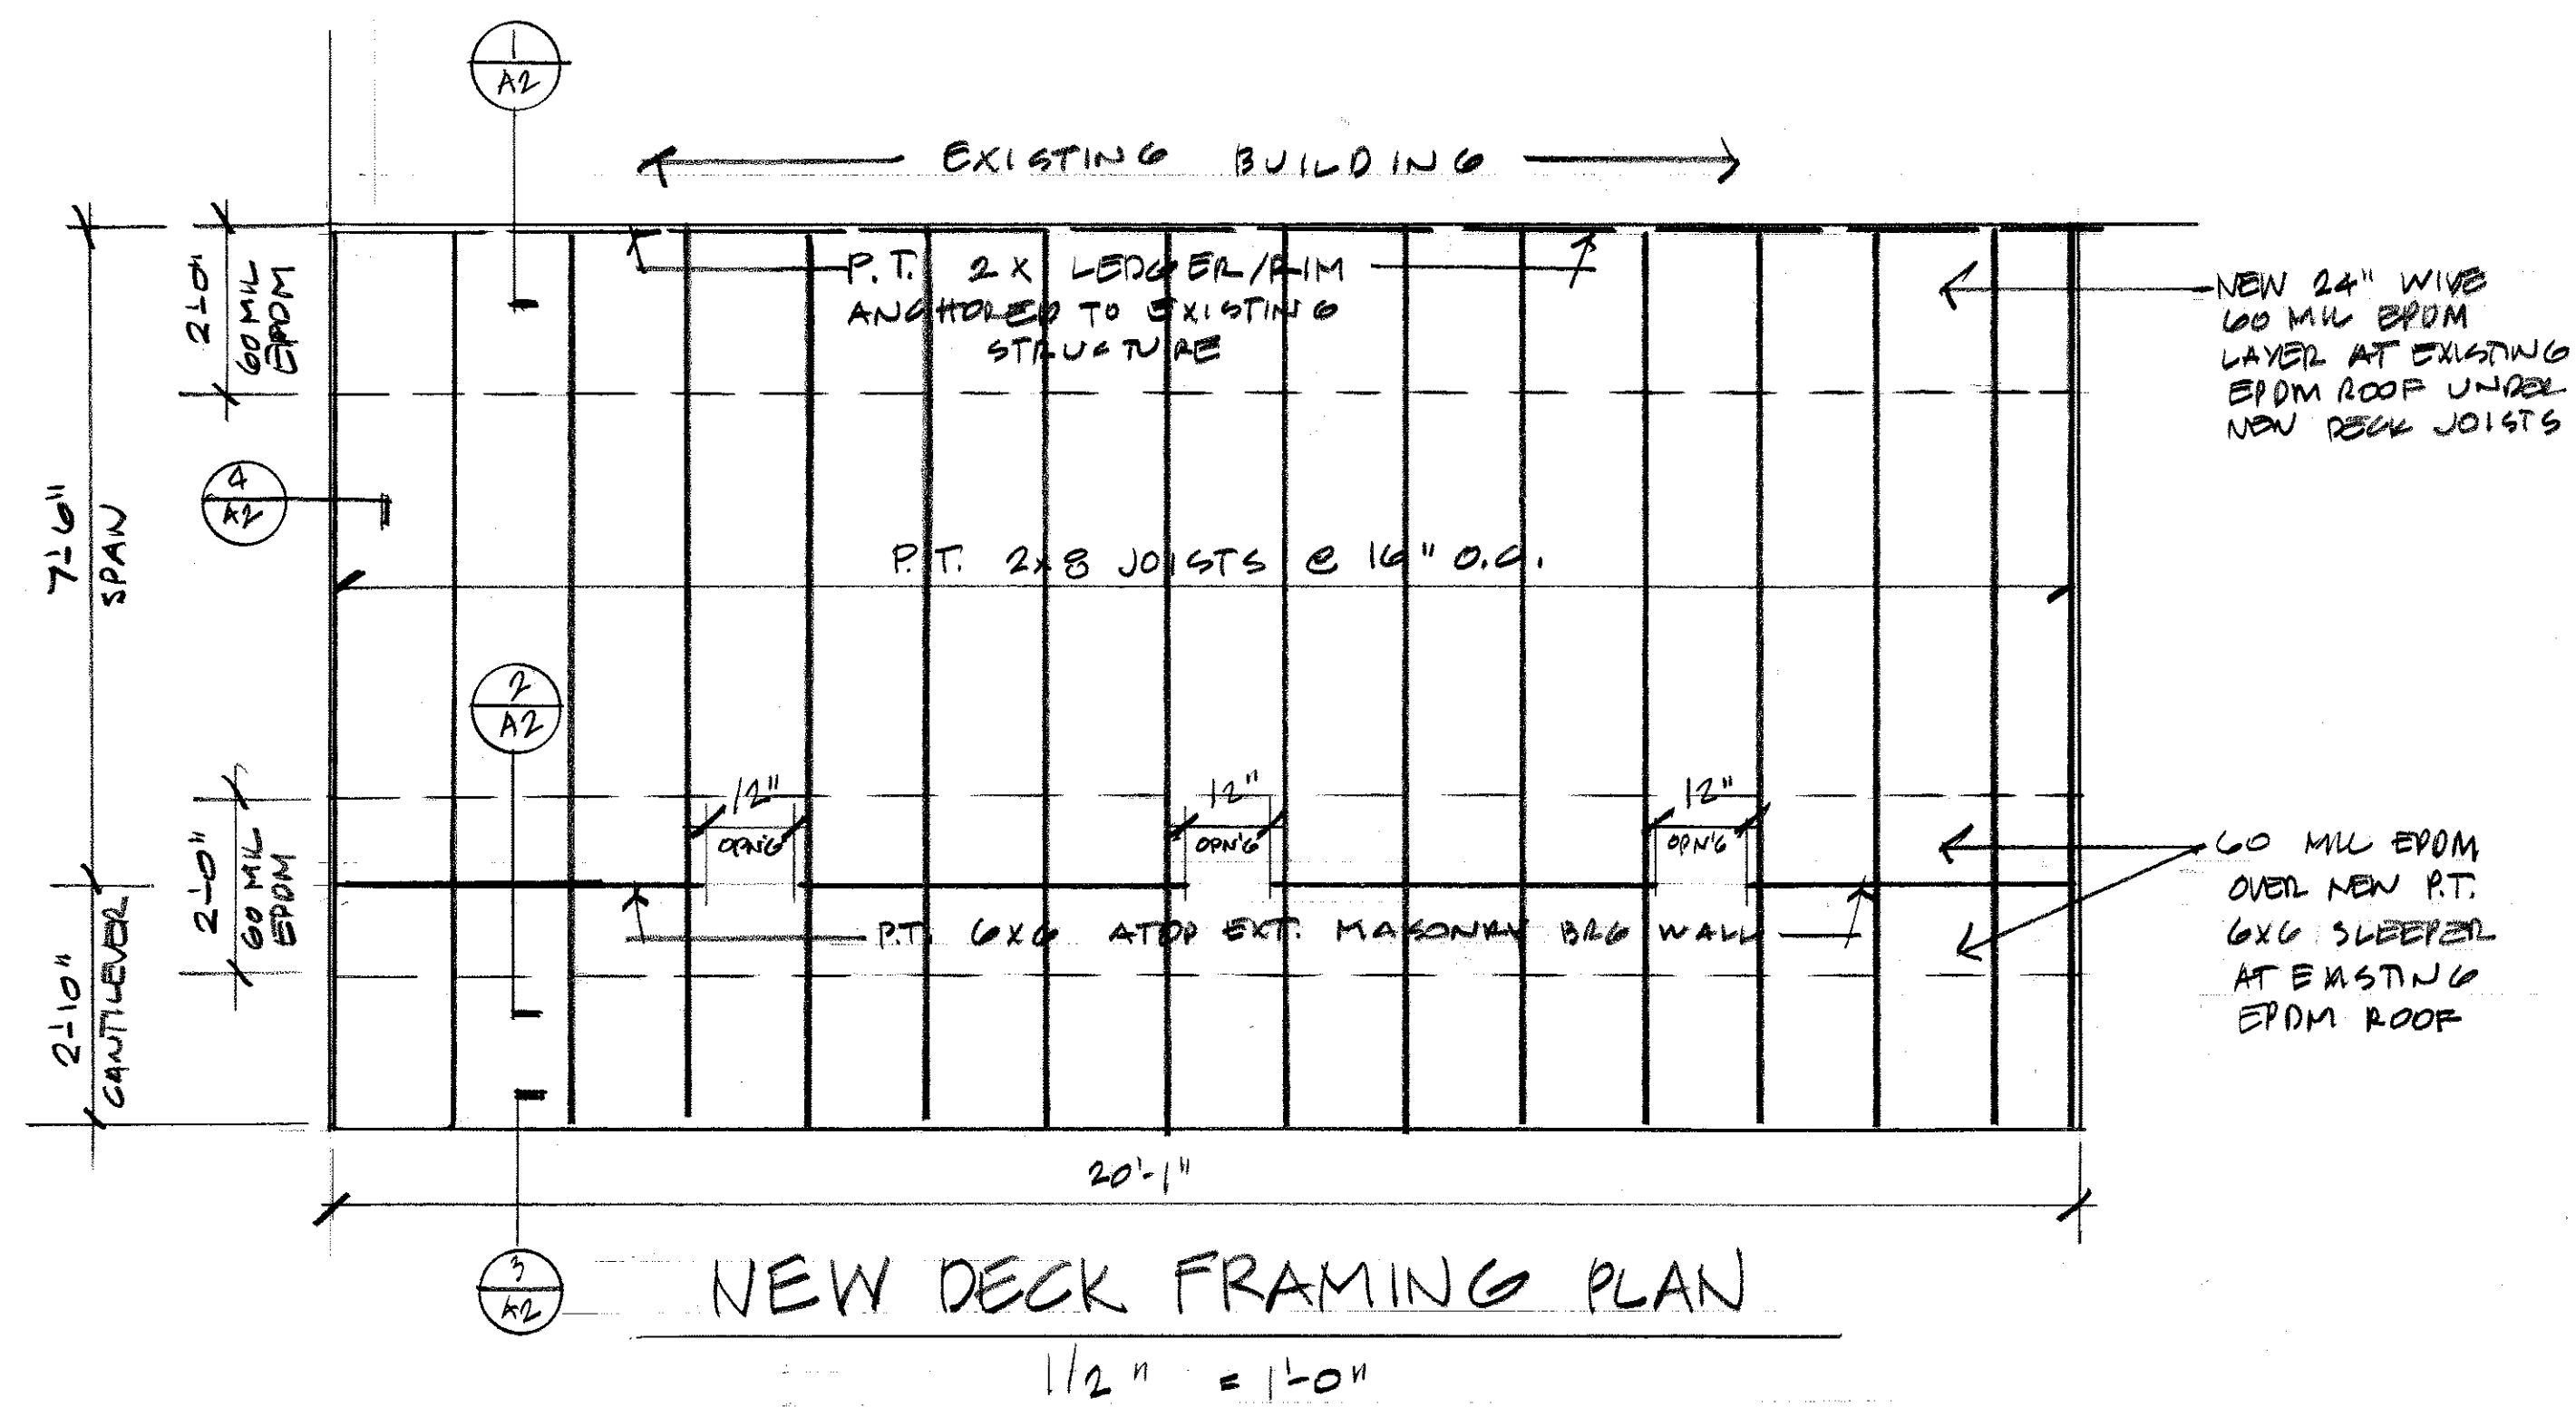 1
A2
EXISTING BUILDING
2'-0"
60 MIL
EPDM
P.T. 2X LEDGER/RIM
ANCHORED TO EXISTING
STRUCTURE
NEW 24" WIDE
60 MIL EPDM
LAYER AT EXISTING
EPDM ROOF UNDER
NEW DECK JOISTS
4
A2
7'-6"
SPAN
P.T. 2x8 JOISTS @ 16" O.C.
2
A2
12"
OPN'G
12"
OPN'G
12"
OPN'G
2'-0"
60 MIL
EPDM
60 MIL EPDM
OVER NEW P.T.
6X6 SLEEPER
AT EXISTING
EPDM ROOF
P.T. 6X6 ATOP EXT. MASONRY BRG WALL
2'-10"
CANTILEVER
20'-1"
3
A2
NEW DECK FRAMING PLAN
1/2" = 1'-0"